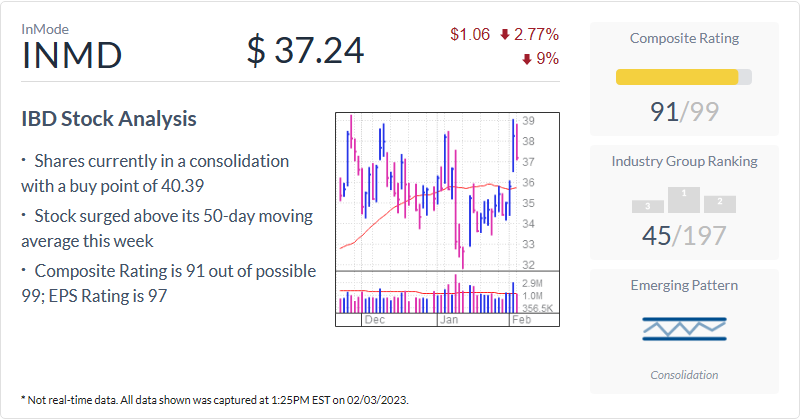 InMode
INMD
$ 37.24
$1.06 2.77%
9%
IBD Stock Analysis
· Shares currently in a consolidation
with a buy point of 40.39
· Stock surged above its 50-day moving
average this week
· Composite Rating is 91 out of possible
99; EPS Rating is 97
39
38
37
36
35
34
33
32
2.9M
1.0M
356.5K
Dec Jan Feb
Composite Rating
91/99
Industry Group Ranking
3 1 2
45/197
Emerging Pattern
Consolidation
* Not real-time data. All data shown was captured at 1:25PM EST on 02/03/2023.